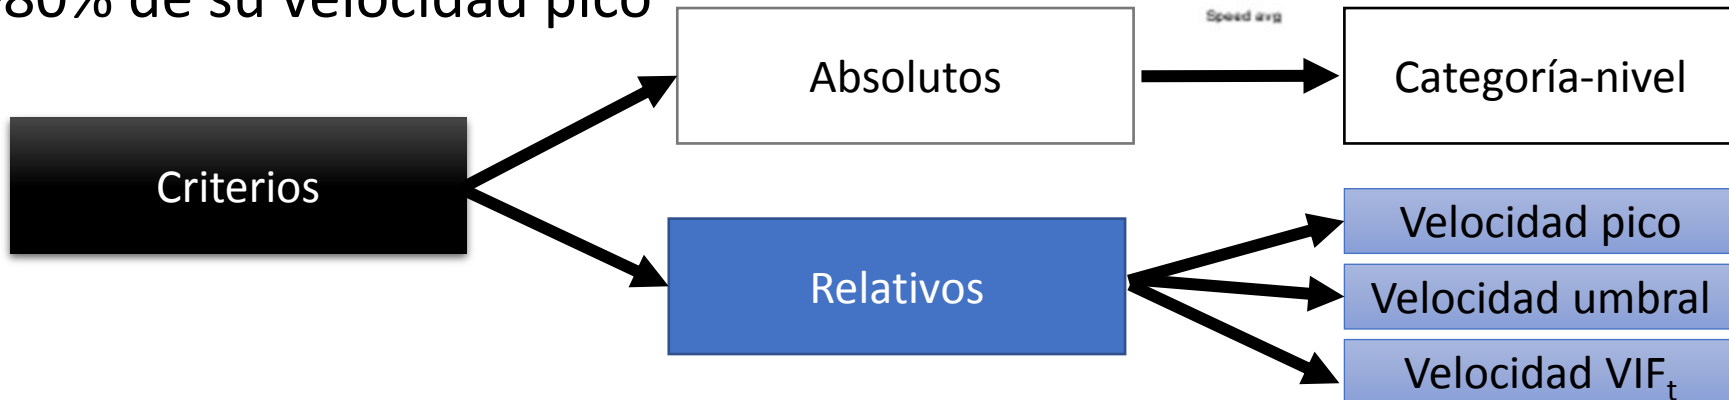 80% de su velocidad pico
Speed avg
Absolutos
Categoría-nivel
Criterios
Velocidad pico
Relativos
Velocidad umbral
Velocidad VIFt